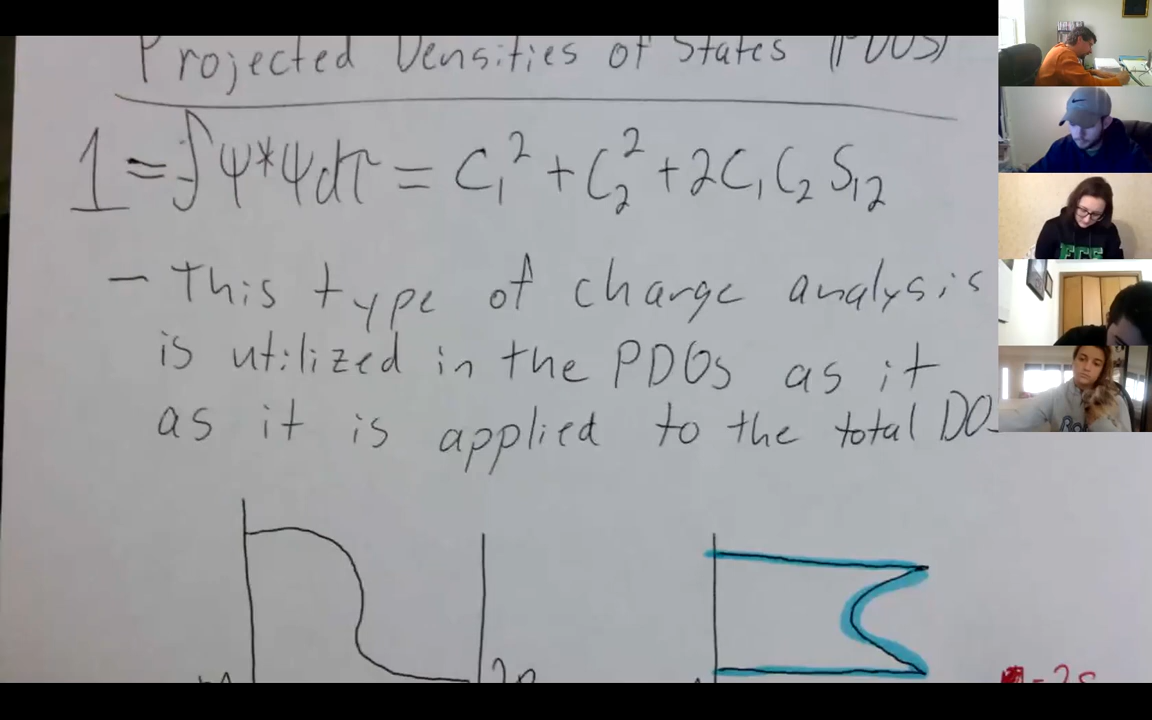 Projected Densities of States (PDOS)
1 = ∫Ψ*Ψdτ = C₁² + C₂² + 2C₁C₂S₁₂
- This type of charge analysis
is utilized in the PDOS as it
as it is applied to the total DO
-2s